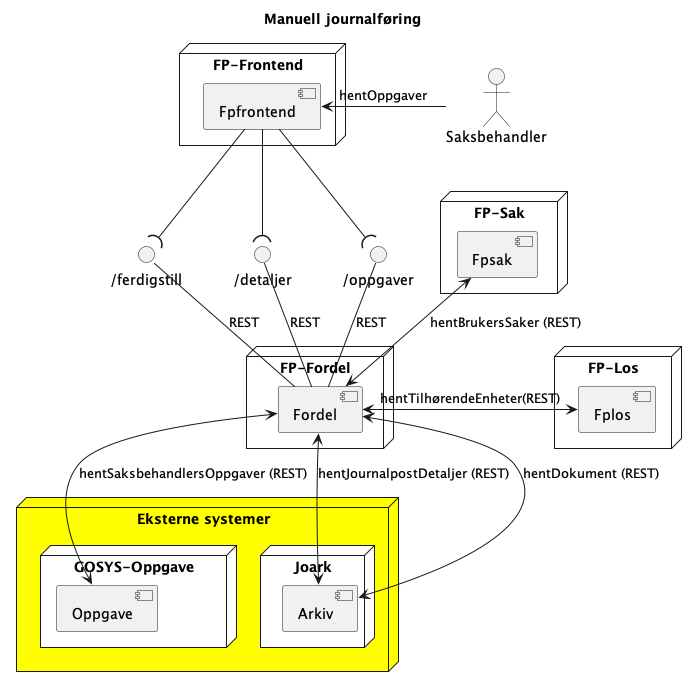 Manuell journalføring
FP-Frontend
Fpfrontend
hentOppgaver
Saksbehandler
FP-Sak
Fpsak
/ferdigstill
/detaljer
/oppgaver
REST
REST
REST
hentBrukersSaker (REST)
FP-Fordel
Fordel
hentTilhørendeEnheter(REST)
FP-Los
Fplos
hentSaksbehandlersOppgaver (REST)
hentJournalpostDetaljer (REST)
hentDokument (REST)
Eksterne systemer
GOSYS-Oppgave
Oppgave
Joark
Arkiv